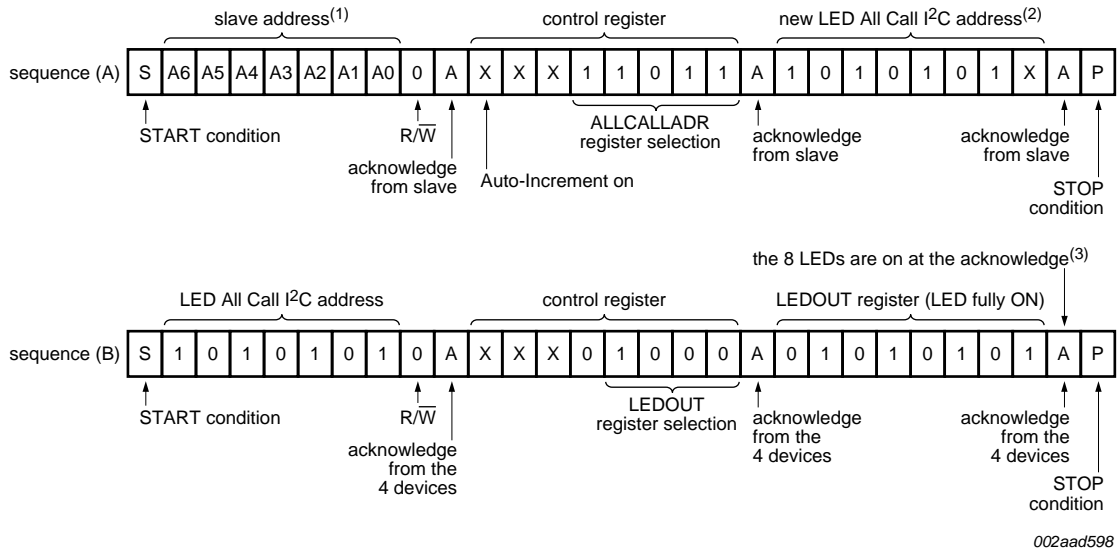 slave address(1) control register new LED All Call I2C address(2)
sequence (A) S A6 A5 A4 A3 A2 A1 A0 0 A X X X 1 1 0 1 1 A 1 0 1 0 1 0 1 X A P
START condition R/W ALLCALLADR register selection acknowledge from slave acknowledge from slave
acknowledge from slave Auto-Increment on
STOP condition
the 8 LEDs are on at the acknowledge(3)
LED All Call I2C address control register LEDOUT register (LED fully ON)
sequence (B) S 1 0 1 0 1 0 1 0 A X X X 0 1 0 0 0 A 0 1 0 1 0 1 0 1 A P
START condition R/W LEDOUT register selection acknowledge from the 4 devices acknowledge from the 4 devices
acknowledge from the 4 devices
STOP condition
002aad598